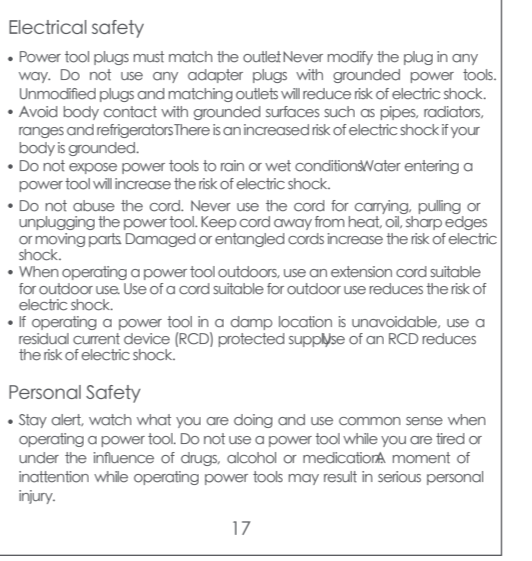 Electrical safety
• Power tool plugs must match the outlet.Never modify the plug in any
way. Do not use any adapter plugs with grounded power tools.
Unmodified plugs and matching outlets will reduce risk of electric shock.
• Avoid body contact with grounded surfaces such as pipes, radiators,
ranges and refrigerators.There is an increased risk of electric shock if your
body is grounded.
• Do not expose power tools to rain or wet conditions.Water entering a
power tool will increase the risk of electric shock.
• Do not abuse the cord. Never use the cord for carrying, pulling or
unplugging the power tool. Keep cord away from heat, oil, sharp edges
or moving parts. Damaged or entangled cords increase the risk of electric
shock.
• When operating a power tool outdoors, use an extension cord suitable
for outdoor use. Use of a cord suitable for outdoor use reduces the risk of
electric shock.
• If operating a power tool in a damp location is unavoidable, use a
residual current device (RCD) protected supply.Use of an RCD reduces
the risk of electric shock.
Personal Safety
• Stay alert, watch what you are doing and use common sense when
operating a power tool. Do not use a power tool while you are tired or
under the influence of drugs, alcohol or medication.A moment of
inattention while operating power tools may result in serious personal
injury.
17